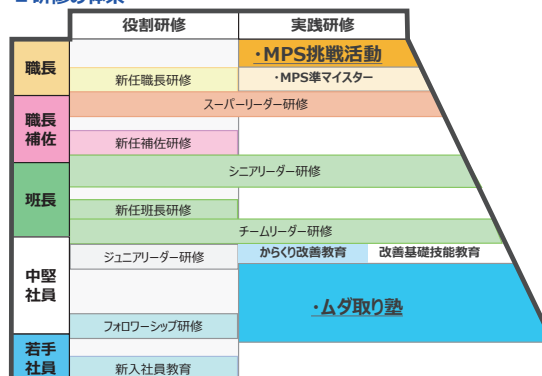 役割研修 実践研修
職長
・MPS挑戦活動
新任職長研修
・MPS準マイスター
スーパーリーダー研修
職長
補佐
新任補佐研修
シニアリーダー研修
班長
新任班長研修
チームリーダー研修
中堅
社員
ジュニアリーダー研修
からくり改善教育 改善基礎技能教育
・ムダ取り塾
フォロワーシップ研修
若手
社員
新入社員教育